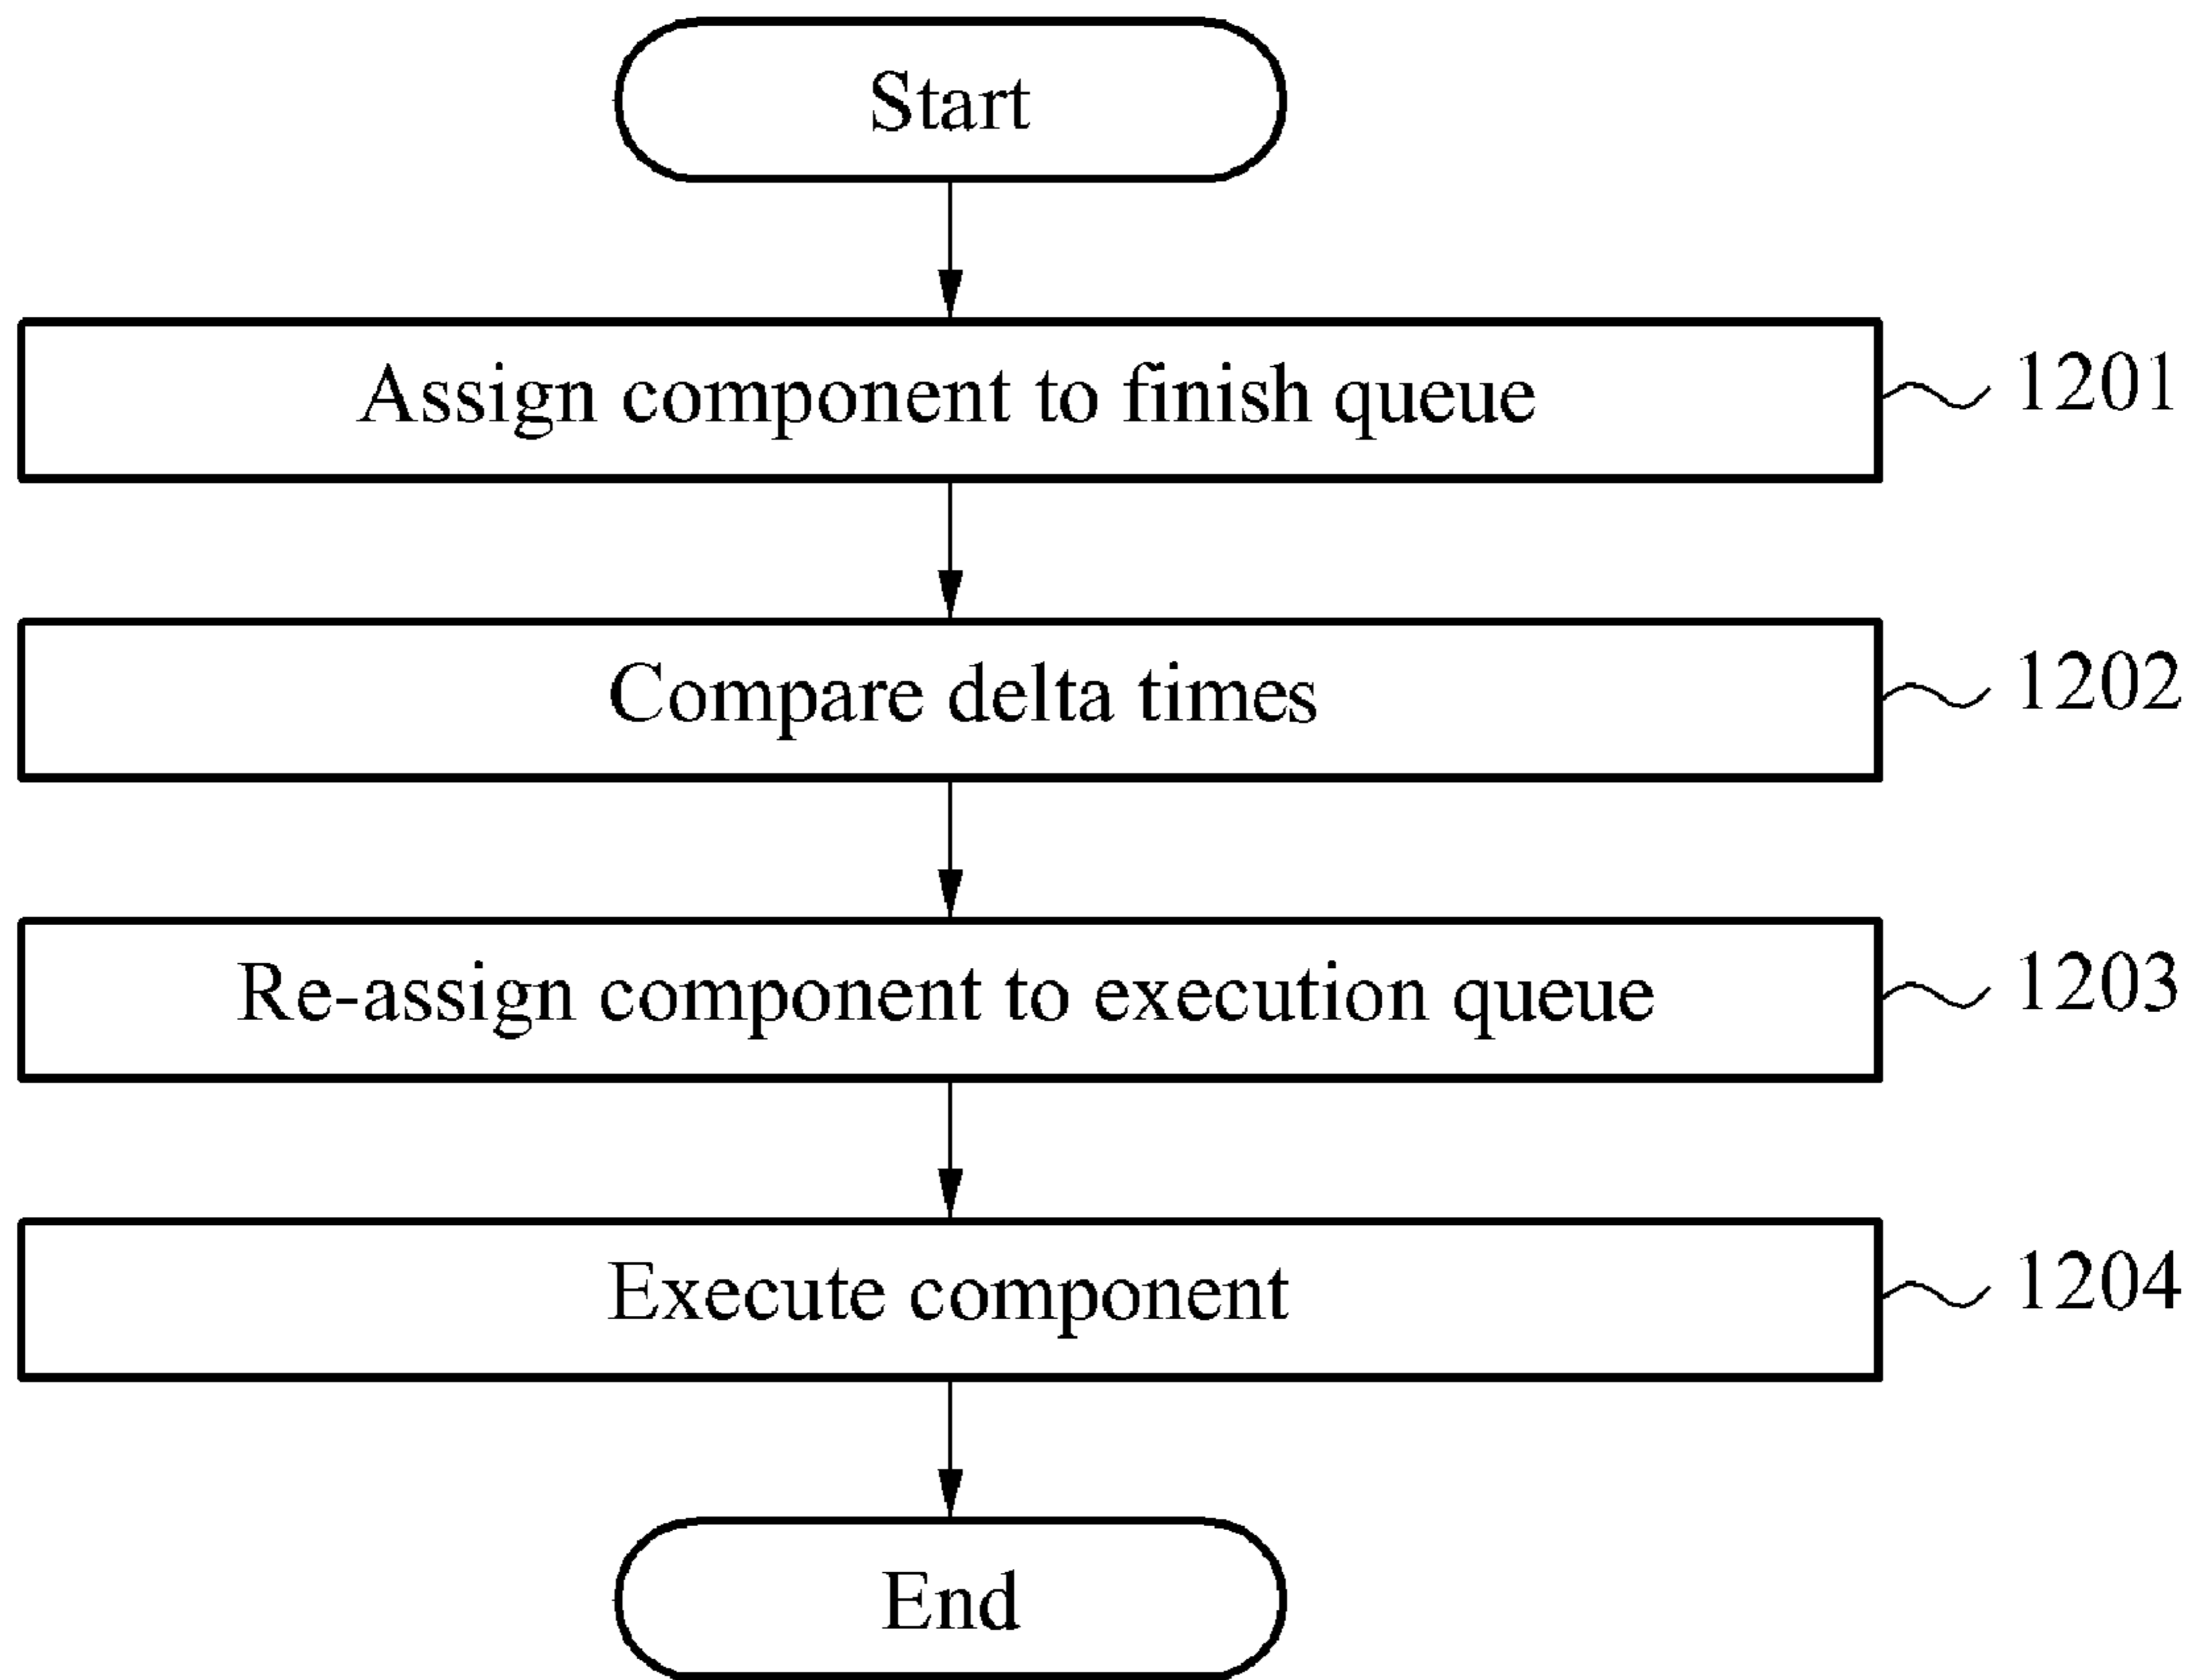 Start
Assign component to finish queue
1201
Compare delta times
1202
Re-assign component to execution queue
1203
Execute component
1204
End